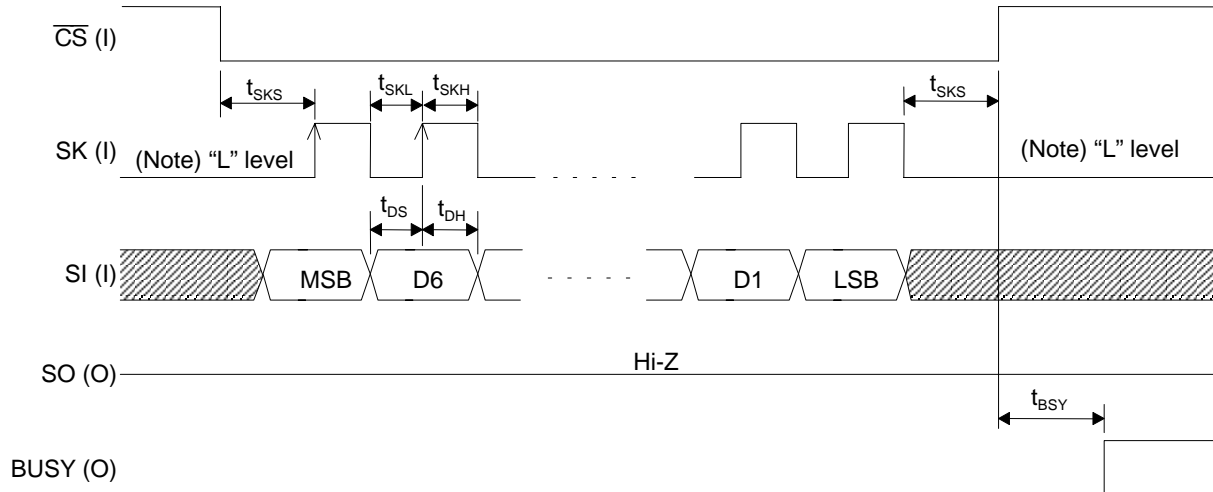 CS (I)
tSKS
tSKL
tSKH
tSKS
SK (I)
(Note) “L” level
(Note) “L” level
tDS
tDH
SI (I)
MSB
D6
D1
LSB
SO (O)
Hi-Z
tBSY
BUSY (O)